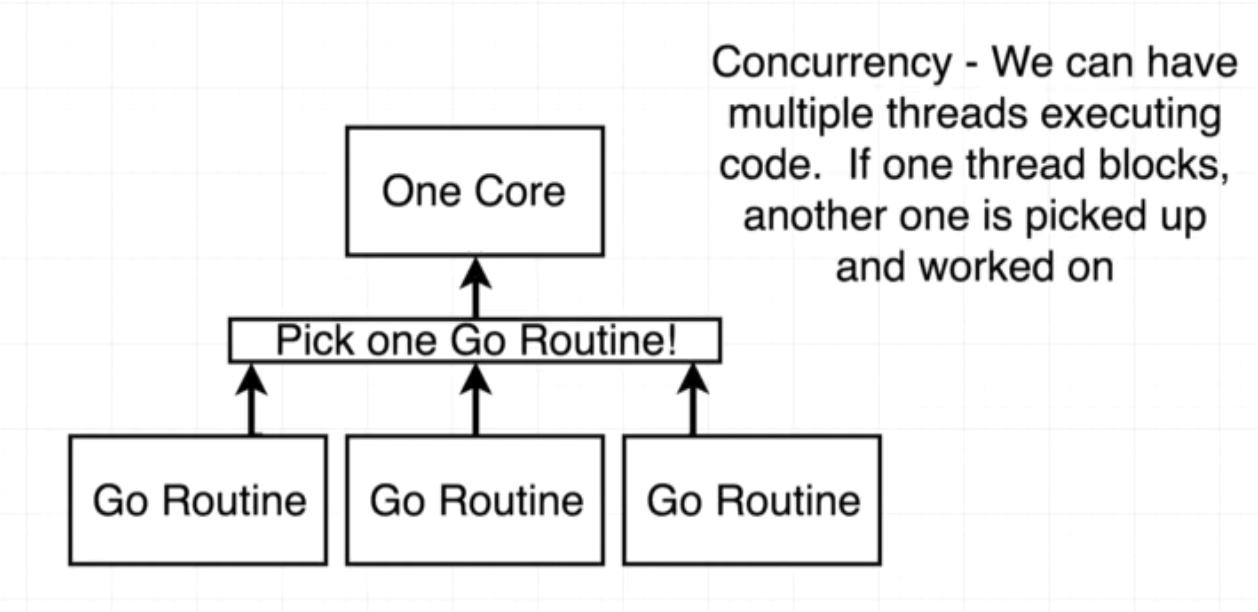 Concurrency - We can have
multiple threads executing
code.  If one thread blocks,
another one is picked up
and worked on
One Core
Pick one Go Routine!
Go Routine
Go Routine
Go Routine